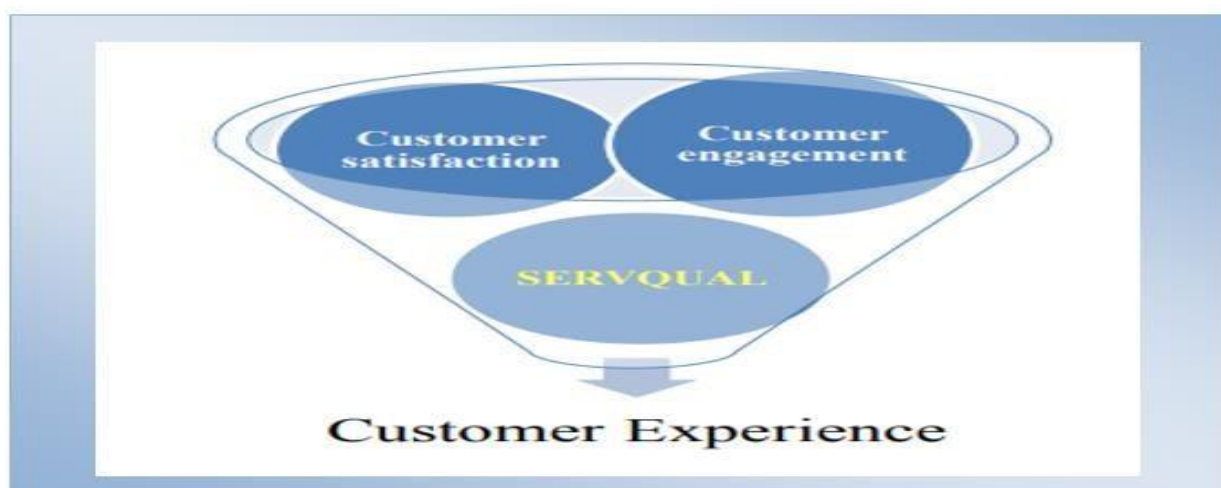 Customer
satisfaction
Customer
engagement
SERVQUAL
Customer Experience